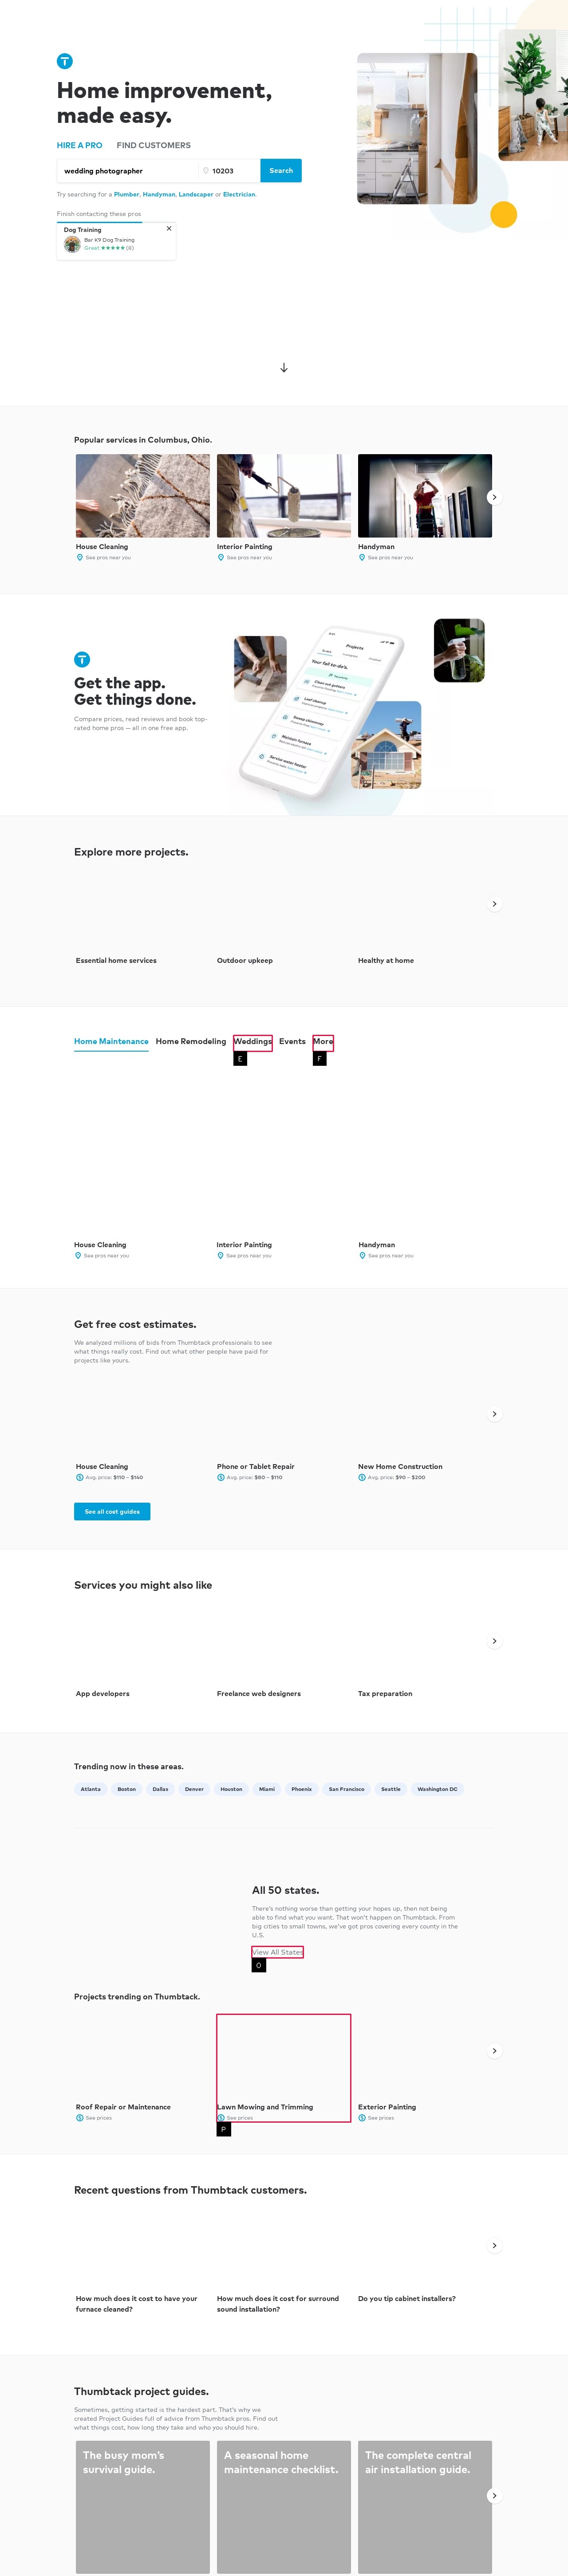 Home improvement,
made easy.
HIRE A PRO FIND CUSTOMERS
wedding photographer 10203 Search
Try searching for a Plumber, Handyman, Landscaper or Electrician.
Finish contacting these pros
Dog Training
Bar K9 Dog Training
Great ★★★★★ (8)
Popular services in Columbus, Ohio.
House Cleaning Interior Painting Handyman
See pros near you See pros near you See pros near you
Get the app.
Get things done.
Compare prices, read reviews and book top-
rated home pros — all in one free app.
Projects
Your fall to-do's.
Clean out gutters
Leaf cleanup
Sweep chimney
Maintain furnace
Service water heater
Explore more projects.
Essential home services Outdoor upkeep Healthy at home
Home Maintenance Home Remodeling Weddings Events More
E F
House Cleaning Interior Painting Handyman
See pros near you See pros near you See pros near you
Get free cost estimates.
We analyzed millions of bids from Thumbtack professionals to see
what things really cost. Find out what other people have paid for
projects like yours.
House Cleaning Phone or Tablet Repair New Home Construction
Avg. price: $110 – $140 Avg. price: $80 – $110 Avg. price: $90 – $200
See all cost guides
Services you might also like
App developers Freelance web designers Tax preparation
Trending now in these areas.
Atlanta Boston Dallas Denver Houston Miami Phoenix San Francisco Seattle Washington DC
All 50 states.
There's nothing worse than getting your hopes up, then not being
able to find what you want. That won't happen on Thumbtack. From
big cities to small towns, we've got pros covering every county in the
U.S.
View All States
O
Projects trending on Thumbtack.
Roof Repair or Maintenance Lawn Mowing and Trimming Exterior Painting
See prices See prices See prices
P
Recent questions from Thumbtack customers.
How much does it cost to have your How much does it cost for surround Do you tip cabinet installers?
furnace cleaned? sound installation?
Thumbtack project guides.
Sometimes, getting started is the hardest part. That's why we
created Project Guides full of advice from Thumbtack pros. Find out
what things cost, how long they take and who you should hire.
The busy mom's A seasonal home The complete central
survival guide. maintenance checklist. air installation guide.